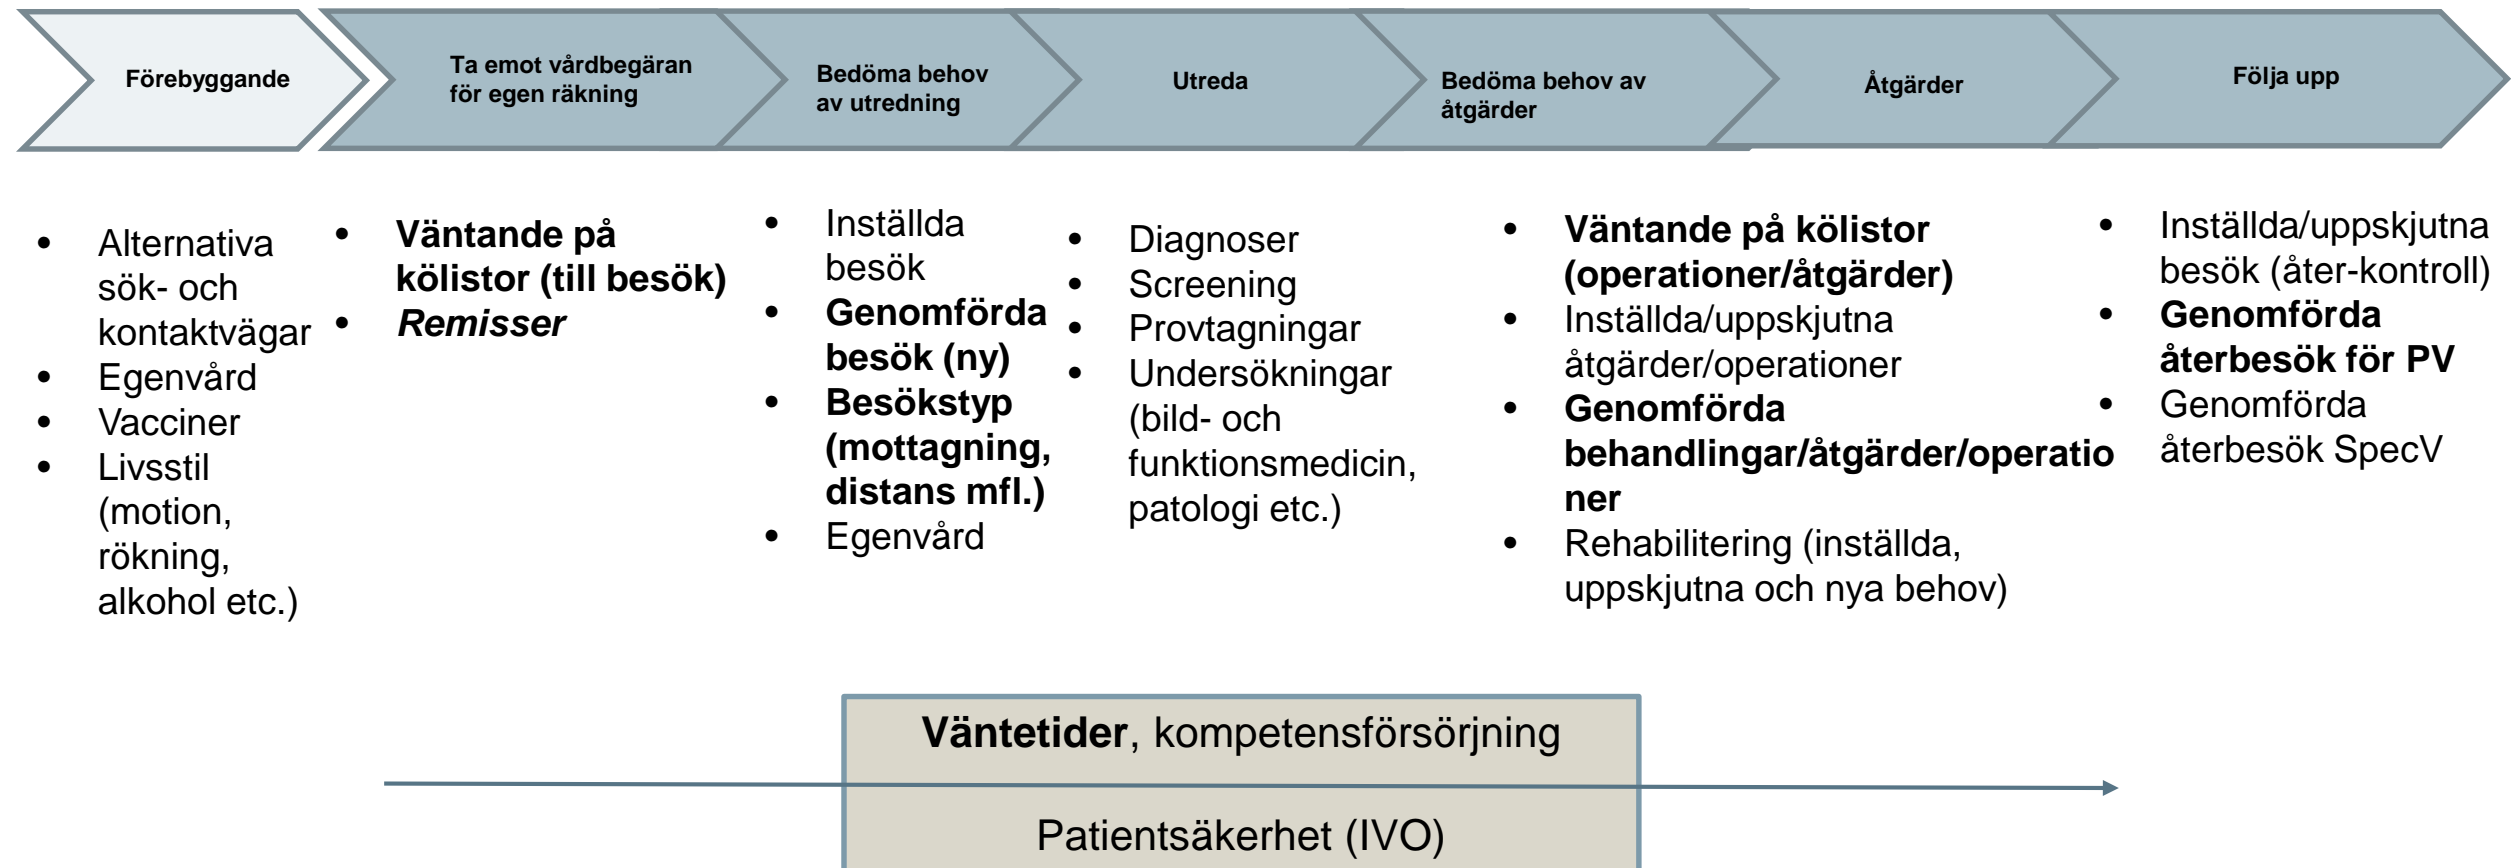 Förebyggande
Ta emot vårdbegäran
för egen räkning
Bedöma behov
av utredning
Utreda
Bedöma behov av
åtgärder
Åtgärder
Följa upp
• Alternativa
sök- och
kontaktvägar
• Egenvård
• Vacciner
• Livsstil
(motion,
rökning,
alkohol etc.)
• Väntande på
kölistor (till besök)
• Remisser
• Inställda
besök
• Genomförda
besök (ny)
• Besökstyp
(mottagning,
distans mfl.)
• Egenvård
• Diagnoser
• Screening
• Provtagningar
• Undersökningar
(bild- och
funktionsmedicin,
patologi etc.)
• Väntande på kölistor
(operationer/åtgärder)
• Inställda/uppskjutna
åtgärder/operationer
• Genomförda
behandlingar/åtgärder/operatio
ner
• Rehabilitering (inställda,
uppskjutna och nya behov)
• Inställda/uppskjutna
besök (åter-kontroll)
• Genomförda
återbesök för PV
• Genomförda
återbesök SpecV
Väntetider, kompetensförsörjning
Patientsäkerhet (IVO)